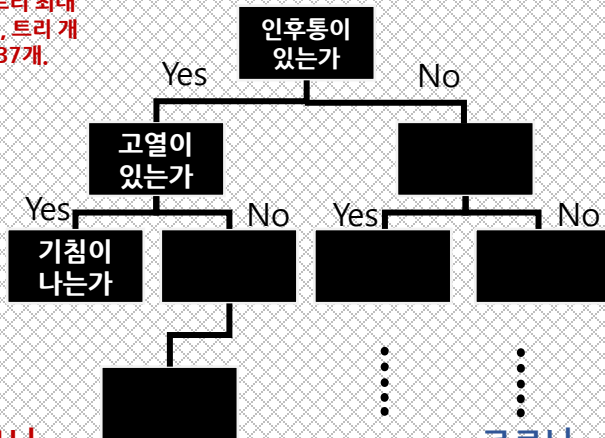 트리 최대
, 트리 개
37개.
인후통이
있는가
Yes
No
고열이
있는가
Yes
No
Yes
No
기침이
나는가